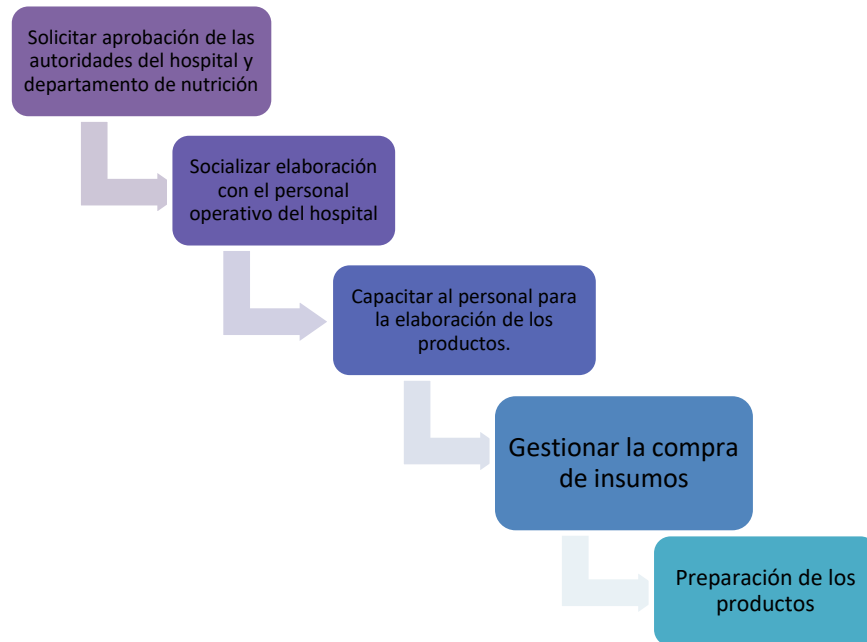 Solicitar aprobación de las
autoridades del hospital y
departamento de nutrición
Socializar elaboración
con el personal
operativo del hospital
Capacitar al personal para
la elaboración de los
productos.
Gestionar la compra
de insumos
Preparación de los
productos